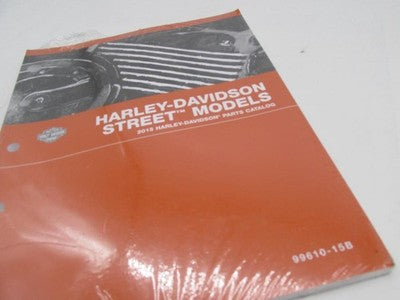 HARLEY-DAVIDSON
STREET™ MODELS
2015 HARLEY-DAVIDSON® PARTS CATALOG
99610-15B